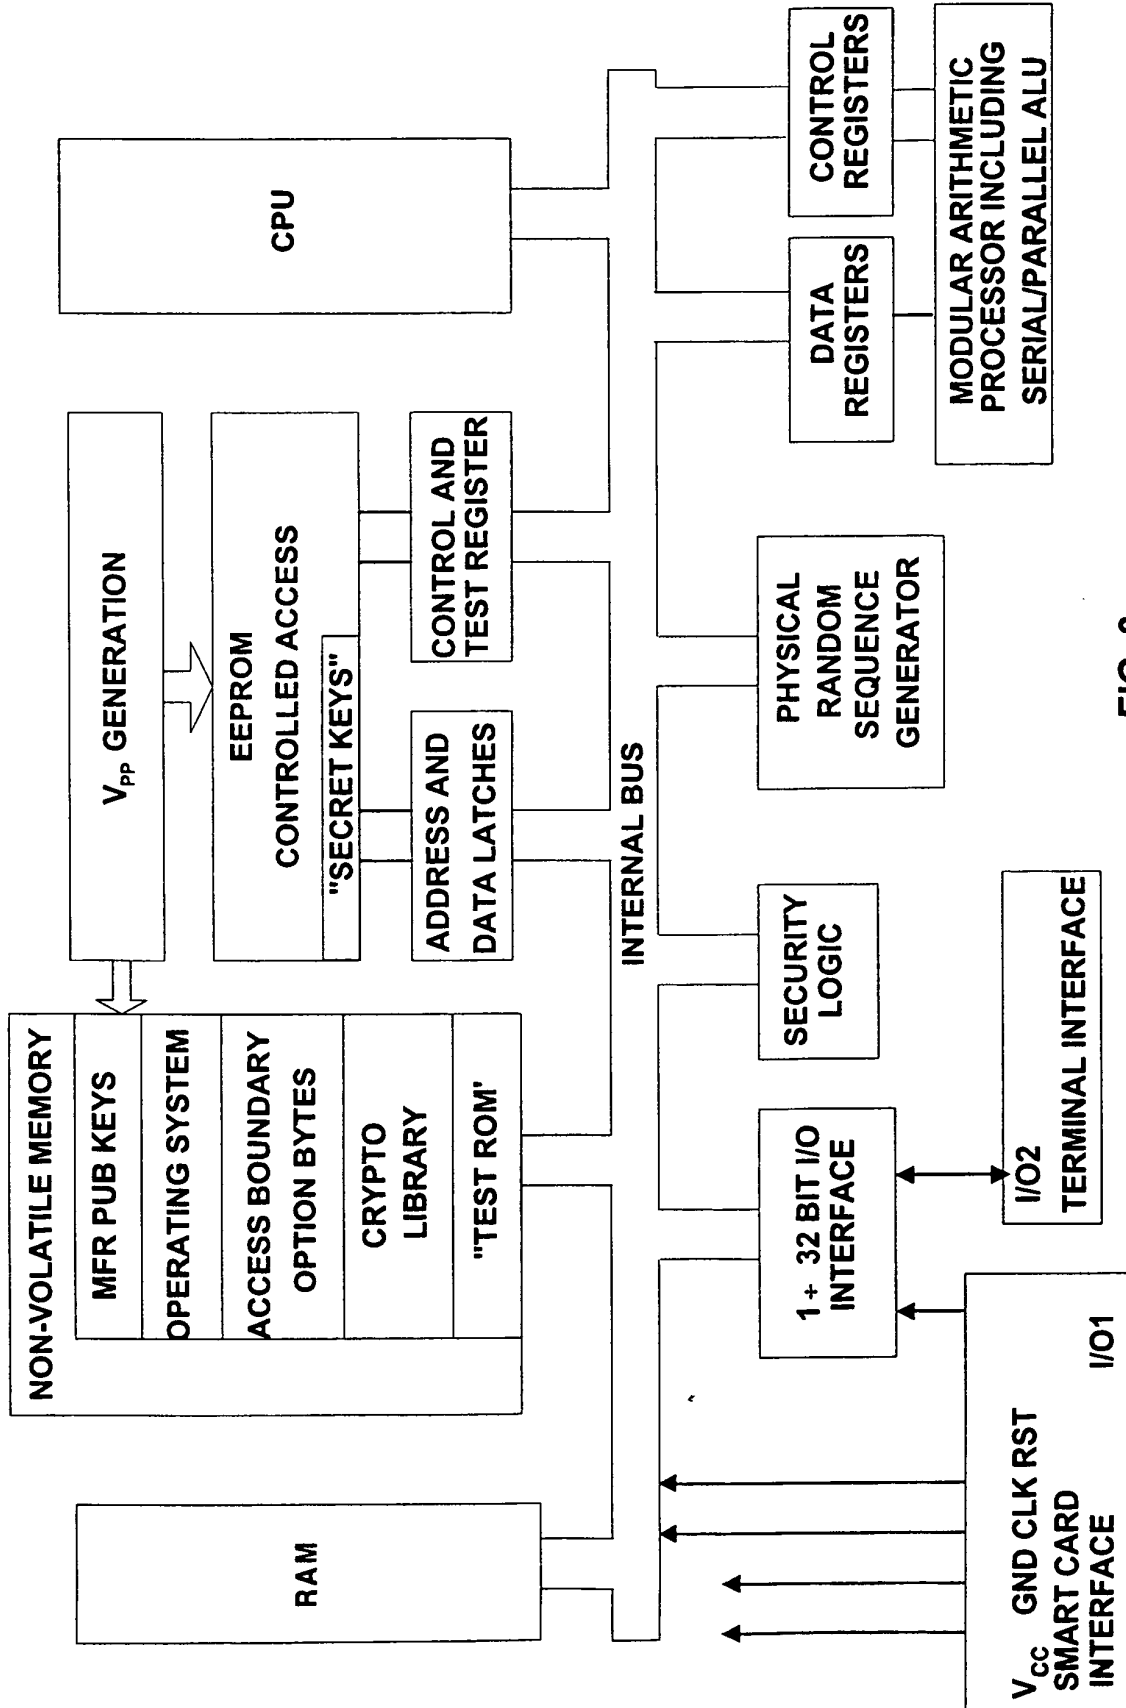 RAM
NON-VOLATILE MEMORY
MFR PUB KEYS
OPERATING SYSTEM
ACCESS BOUNDARY
OPTION BYTES
CRYPTO
LIBRARY
"TEST ROM'
V_PP GENERATION
EEPROM
CONTROLLED ACCESS
"SECRET KEYS"
ADDRESS AND
DATA LATCHES
CONTROL AND
TEST REGISTER
CPU
INTERNAL BUS
V_CC GND CLK RST
SMART CARD
INTERFACE
I/O1
1+ 32 BIT I/O
INTERFACE
I/O2
TERMINAL INTERFACE
SECURITY
LOGIC
PHYSICAL
RANDOM
SEQUENCE
GENERATOR
DATA
REGISTERS
CONTROL
REGISTERS
MODULAR ARITHMETIC
PROCESSOR INCLUDING
SERIAL/PARALLEL ALU